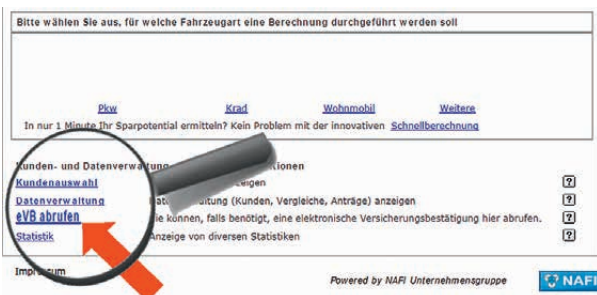 Bitte wählen Sie aus, für welche Fahrzeugart eine Berechnung durchgeführt werden soll
Pkw Krad Wohnmobil Weitere
In nur 1 Minute Ihr Sparpotential ermitteln? Kein Problem mit der innovativen Schnellberechnung
Kunden- und Datenverwaltung
Kundenauswahl
Datenverwaltung (Kunden, Vergleiche, Anträge) anzeigen ?
eVB abrufen Sie können, falls benötigt, eine elektronische Versicherungsbestätigung hier abrufen. ?
Statistik Anzeige von diversen Statistiken ?
Impressum
Powered by NAFI Unternehmensgruppe NAFI